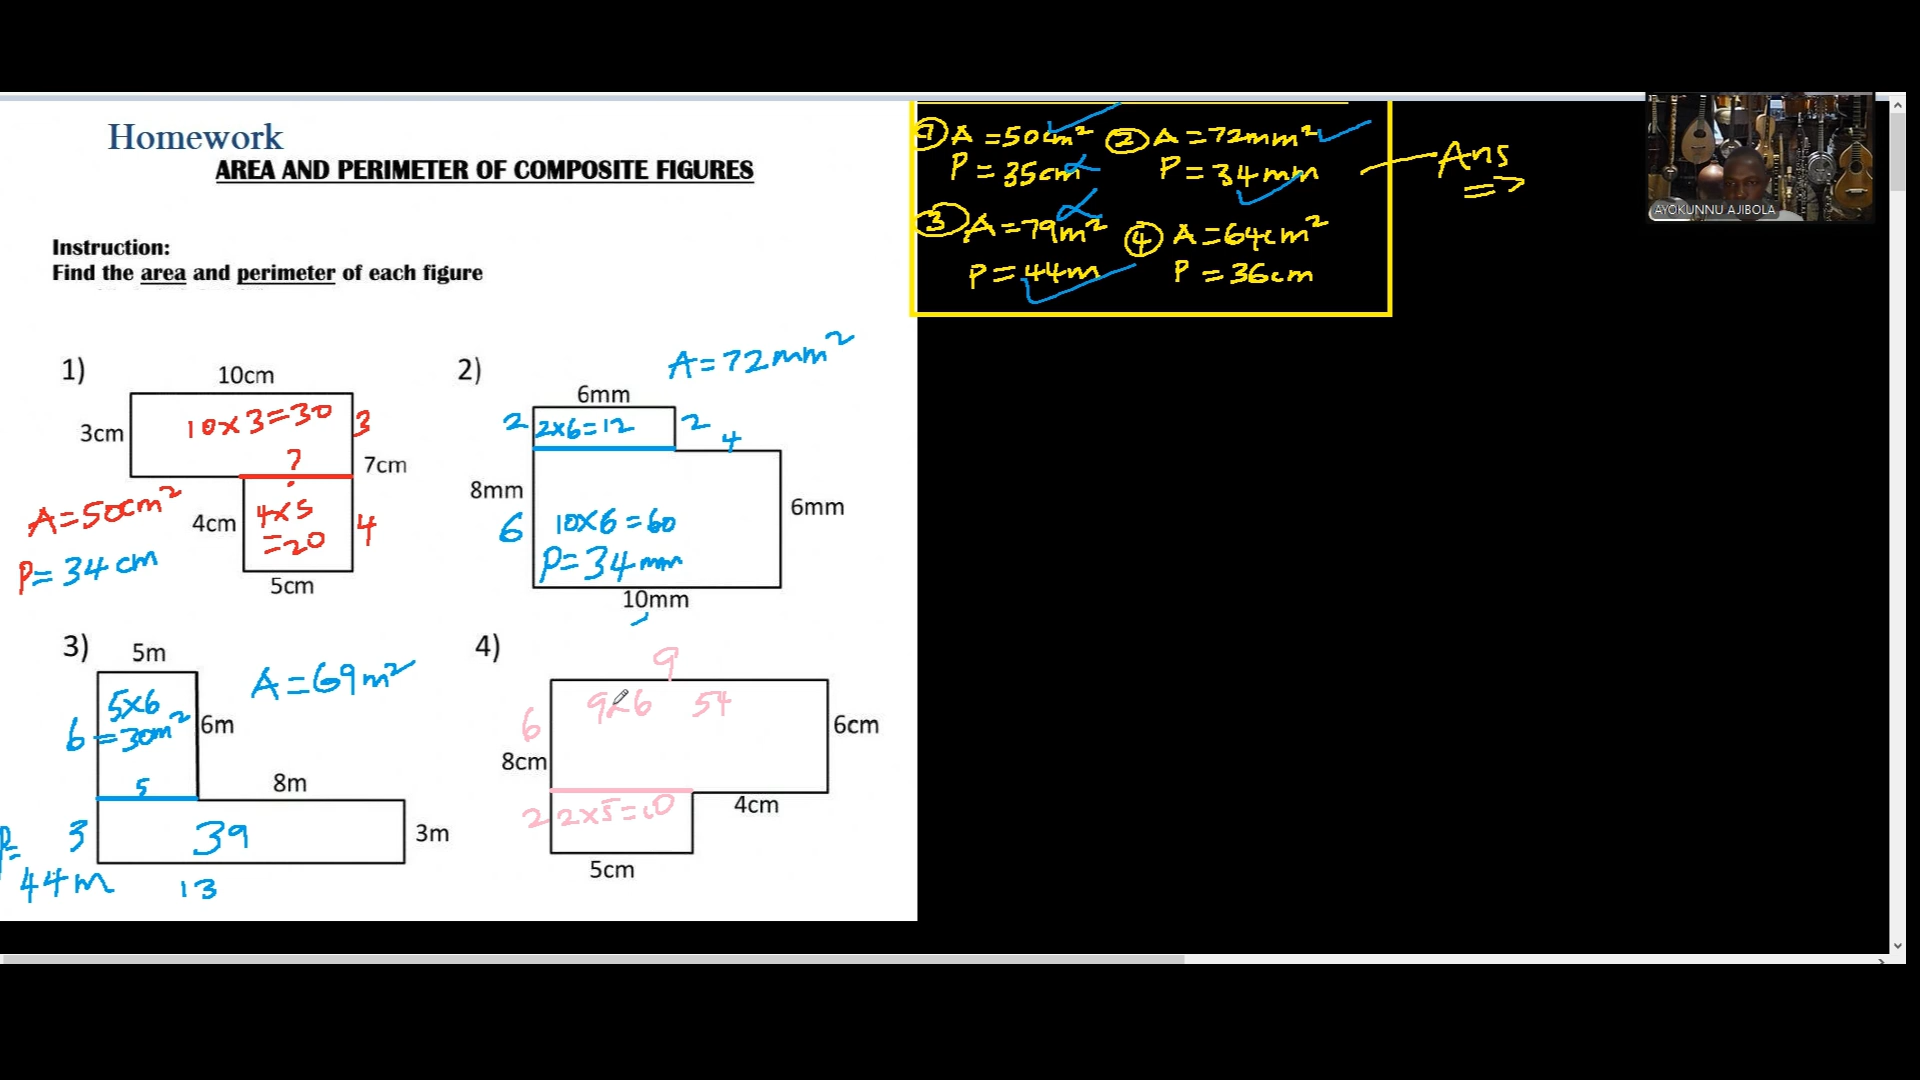 Homework
AREA AND PERIMETER OF COMPOSITE FIGURES
Instruction:
Find the area and perimeter of each figure
① A = 50cm² ② A = 72mm²
P = 35cm P = 34mm
③ A = 79m² ④ A = 64cm²
P = 44m P = 36cm
Ans
=>
AYOKUNNU AJIBOLA
1)
10cm
3cm
10x3=30
3
?
7cm
4cm
4x5
=20
4
5cm
A=50cm²
P=34cm
2)
A=72mm²
6mm
2
2x6=12
2
4
8mm
6
10x6=60
P=34mm
6mm
10mm
3)
5m
A=69m²
5x6
=30m²
6
6m
5
8m
3
39
3m
P=
44m
13
4)
9
9x6 54
6
6cm
8cm
4cm
2
2x5=10
5cm